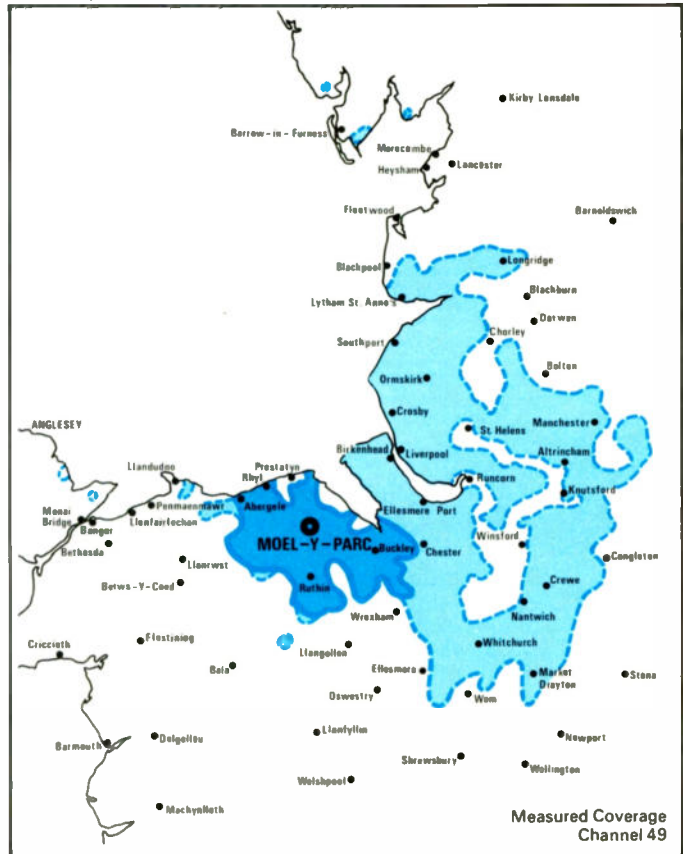 Kirby Lonsdale
Barrow-in-Furness
Morecambe
Heysham
Lancaster
Fleetwood
Barnoldswich
Blackpool
Longridge
Lytham St. Anne's
Blackburn
Darwen
Chorley
Southport
Bolton
Ormskirk
Crosby
St. Helens
Manchester
ANGLESEY
Birkenhead
Liverpool
Altrincham
Llandudno
Prestatyn
Rhyl
Runcorn
Knutsford
Penmaenmawr
Abergele
Ellesmere Port
Menai
Bridge
Bangor
Llanfairfechan
MOEL-Y-PARC
Buckley
Chester
Winsford
Bethesda
Llanrwst
Congleton
Betws-Y-Coed
Ruthin
Crewe
Nantwich
Wrexham
Criccieth
Ffestiniog
Llangollen
Whitchurch
Bala
Ellesmere
Market
Drayton
Stone
Oswestry
Wem
Barmouth
Dolgellau
Llanfyllin
Newport
Shrewsbury
Wellington
Welshpool
Machynlleth
Measured Coverage
Channel 49